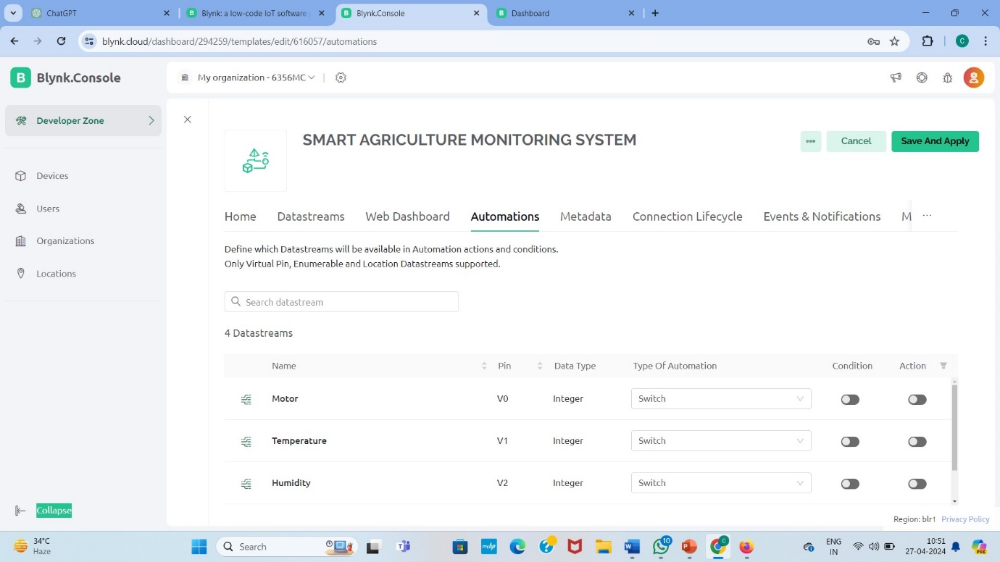 ChatGPT
Blynk: a low-code IoT software
Blynk.Console
Dashboard
blynk.cloud/dashboard/294259/templates/edit/616057/automations
C
B Blynk.Console
My organization - 6356MC
Developer Zone
Devices
Users
Organizations
Locations
Collapse
SMART AGRICULTURE MONITORING SYSTEM
Cancel
Save And Apply
Home Datastreams Web Dashboard Automations Metadata Connection Lifecycle Events & Notifications M ...
Define which Datastreams will be available in Automation actions and conditions.
Only Virtual Pin, Enumerable and Location Datastreams supported.
Search datastream
4 Datastreams
Name Pin Data Type Type Of Automation Condition Action
Motor V0 Integer Switch
Temperature V1 Integer Switch
Humidity V2 Integer Switch
Region: blr1 Privacy Policy
34°C
Haze
Search
10
ENG
IN
10:51
27-04-2024
PRE